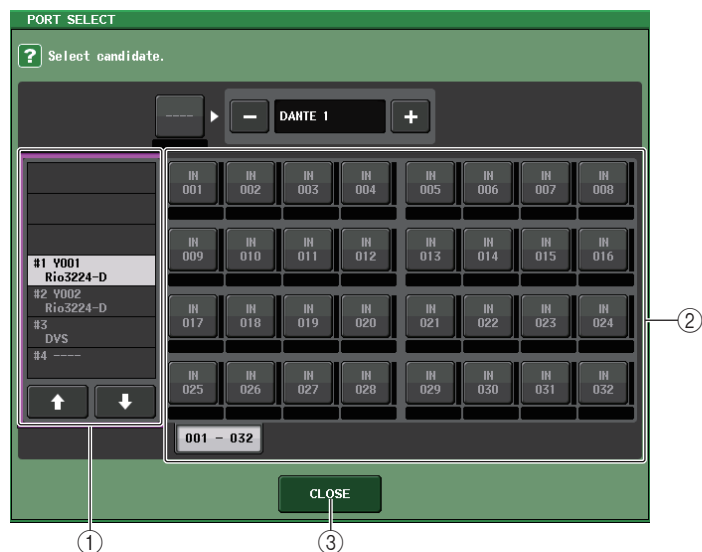 PORT SELECT
? Select candidate.
---- − DANTE 1 +
#1 Y001
Rio3224-D
#2 Y002
Rio3224-D
#3
DVS
#4 ----
IN 001 IN 002 IN 003 IN 004 IN 005 IN 006 IN 007 IN 008
IN 009 IN 010 IN 011 IN 012 IN 013 IN 014 IN 015 IN 016
IN 017 IN 018 IN 019 IN 020 IN 021 IN 022 IN 023 IN 024
IN 025 IN 026 IN 027 IN 028 IN 029 IN 030 IN 031 IN 032
001 - 032
②
CLOSE
① ③